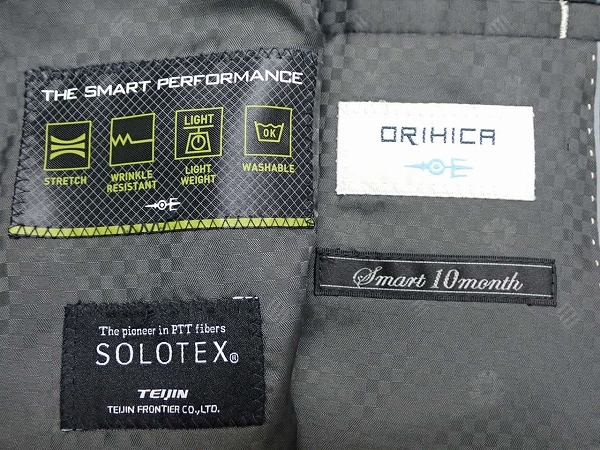 THE SMART PERFORMANCE
STRETCH
WRINKLE
RESISTANT
LIGHT
LIGHT
WEIGHT
OK
WASHABLE
ORIHICA
Smart 10month
The pioneer in PTT fibers
SOLOTEX®
TEIJIN
TEIJIN FRONTIER CO.,LTD.